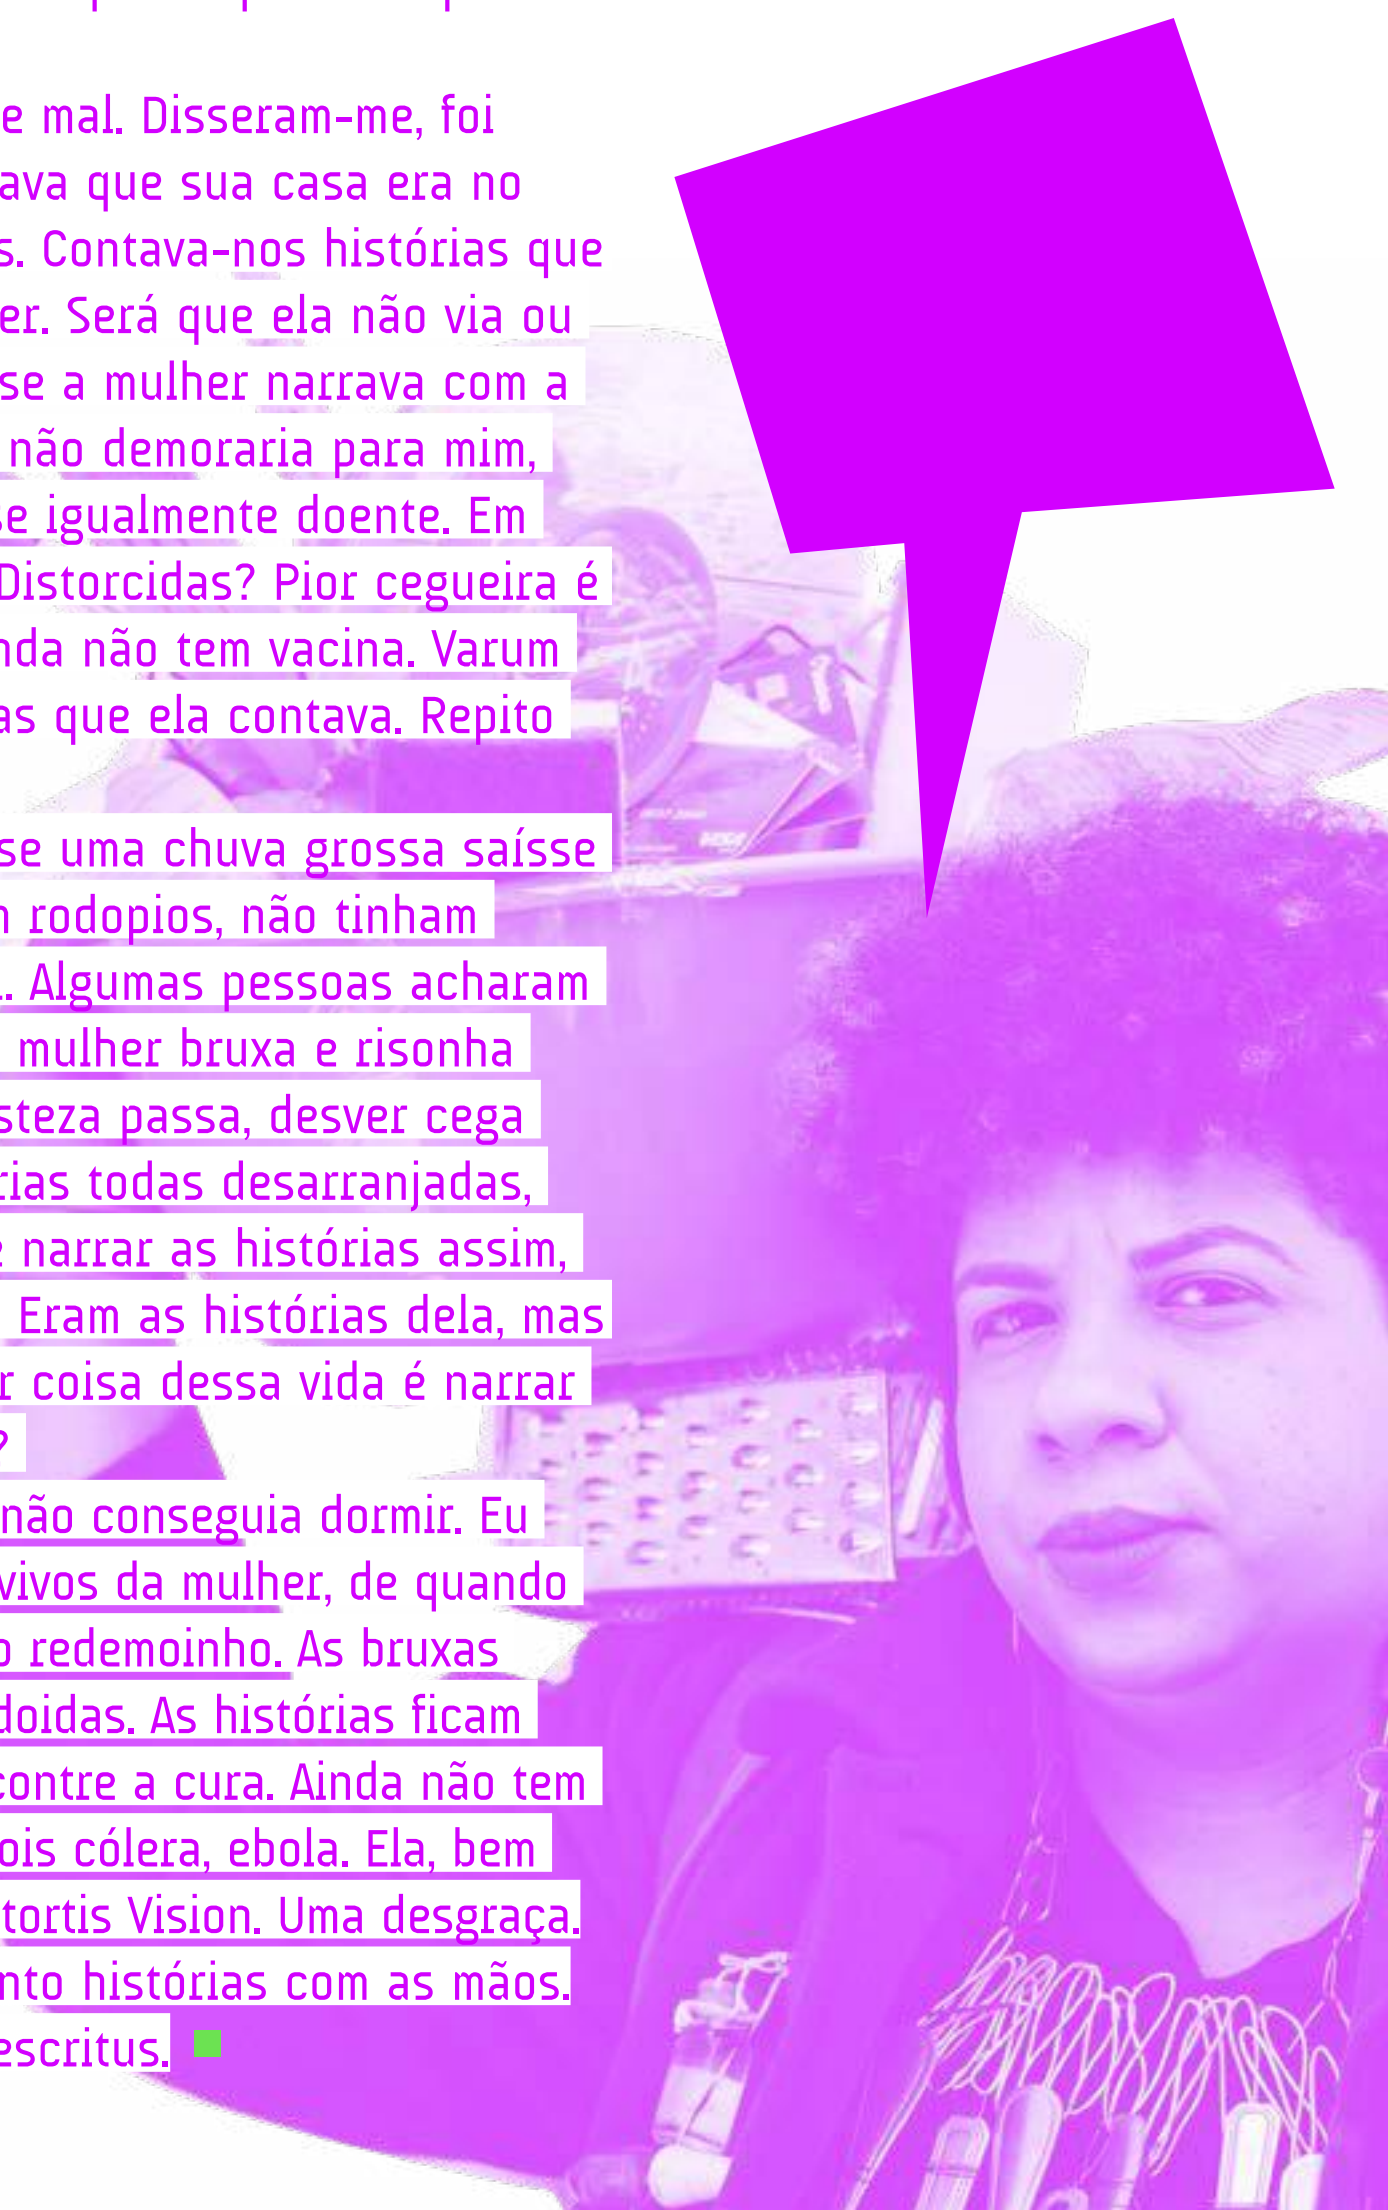 e mal. Disseram-me, foi
ava que sua casa era no
s. Contava-nos histórias que
er. Será que ela não via ou
se a mulher narrava com a
não demoraria para mim,
se igualmente doente. Em
Distorcidas? Pior cegueira é
nda não tem vacina. Varum
as que ela contava. Repito
se uma chuva grossa saísse
rodopios, não tinham
. Algumas pessoas acharam
mulher bruxa e risonha
steza passa, desver cega
rias todas desarranjadas,
e narrar as histórias assim,
Eram as histórias dela, mas
r coisa dessa vida é narrar
?
não conseguia dormir. Eu
vivos da mulher, de quando
o redemoinho. As bruxas
doidas. As histórias ficam
contre a cura. Ainda não tem
ois cólera, ebola. Ela, bem
tortis Vision. Uma desgraça.
nto histórias com as mãos.
escritus.